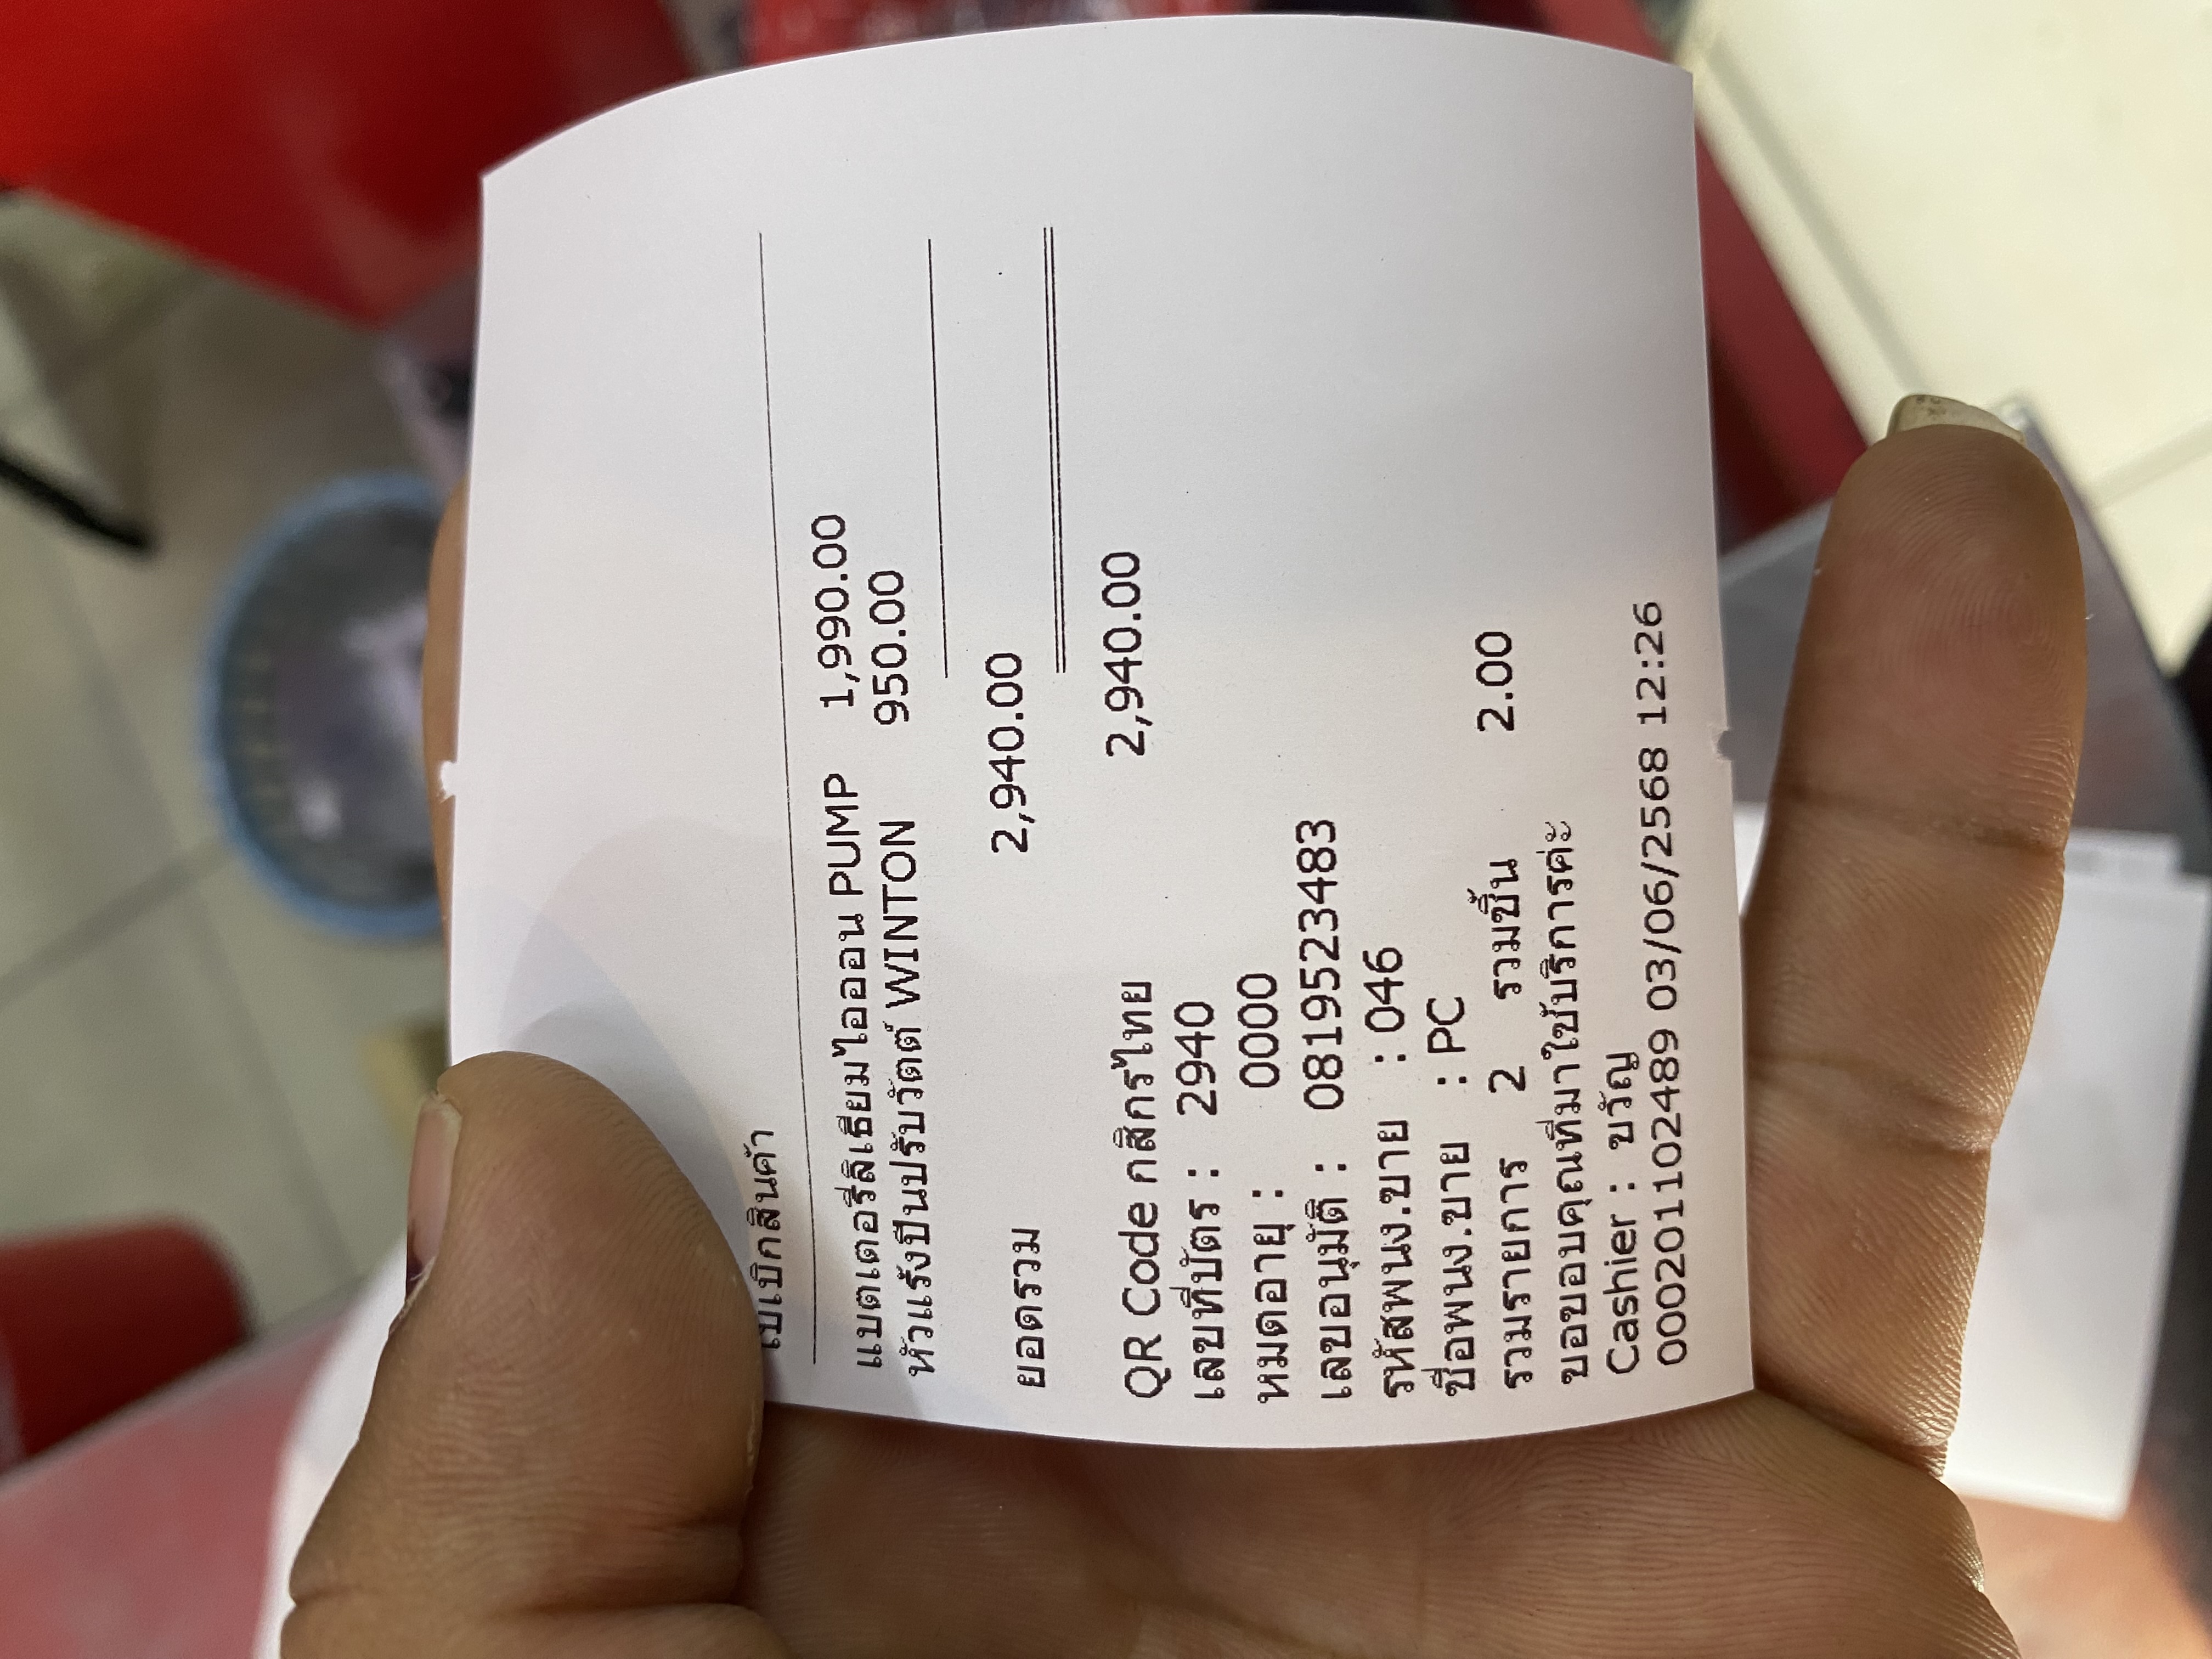 ใบเบิกสินค้า
แบตเตอรี่ลิเธียมไอออน PUMP 1,990.00
หัวแร้งปืนปรับวัตต์ WINTON 950.00
ยอดรวม 2,940.00
QR Code กสิกรไทย 2,940.00
เลขที่บัตร : 2940
หมดอายุ : 0000
เลขอนุมัติ : 0819523483
รหัสพนง.ขาย : 046
ชื่อพนง.ขาย : PC
รวมรายการ 2 รวมชิ้น 2.00
ขอขอบคุณที่มาใช้บริการค่ะ
Cashier : ขวัญ
0002011102489 03/06/2568 12:26